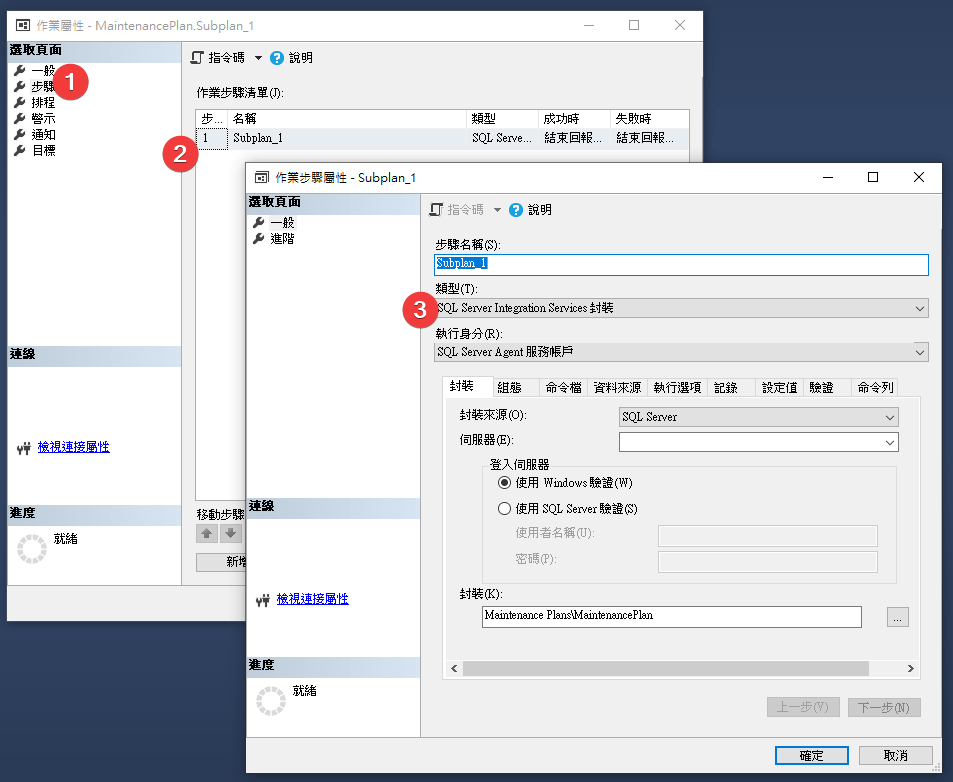 作業屬性 - MaintenancePlan.Subplan_1
選取頁面
一般
步驟
排程
警示
通知
目標
1
指令碼
說明
作業步驟清單(J):
步... 名稱 類型 成功時 失敗時
1 Subplan_1 SQL Serve... 結束回報... 結束回報...
2
連線
檢視連接屬性
進度
就緒
移動步驟
新增
作業步驟屬性 - Subplan_1
選取頁面
一般
進階
指令碼
說明
步驟名稱(S):
Subplan_1
類型(T):
3
SQL Server Integration Services 封裝
執行身分(R):
SQL Server Agent 服務帳戶
封裝 組態 命令檔 資料來源 執行選項 記錄 設定值 驗證 命令列
封裝來源(O):
SQL Server
伺服器(E):
登入伺服器
使用 Windows 驗證(W)
使用 SQL Server 驗證(S)
使用者名稱(U):
密碼(P):
封裝(K):
Maintenance Plans\MaintenancePlan
...
連線
檢視連接屬性
進度
就緒
上一步(V)
下一步(N)
確定
取消